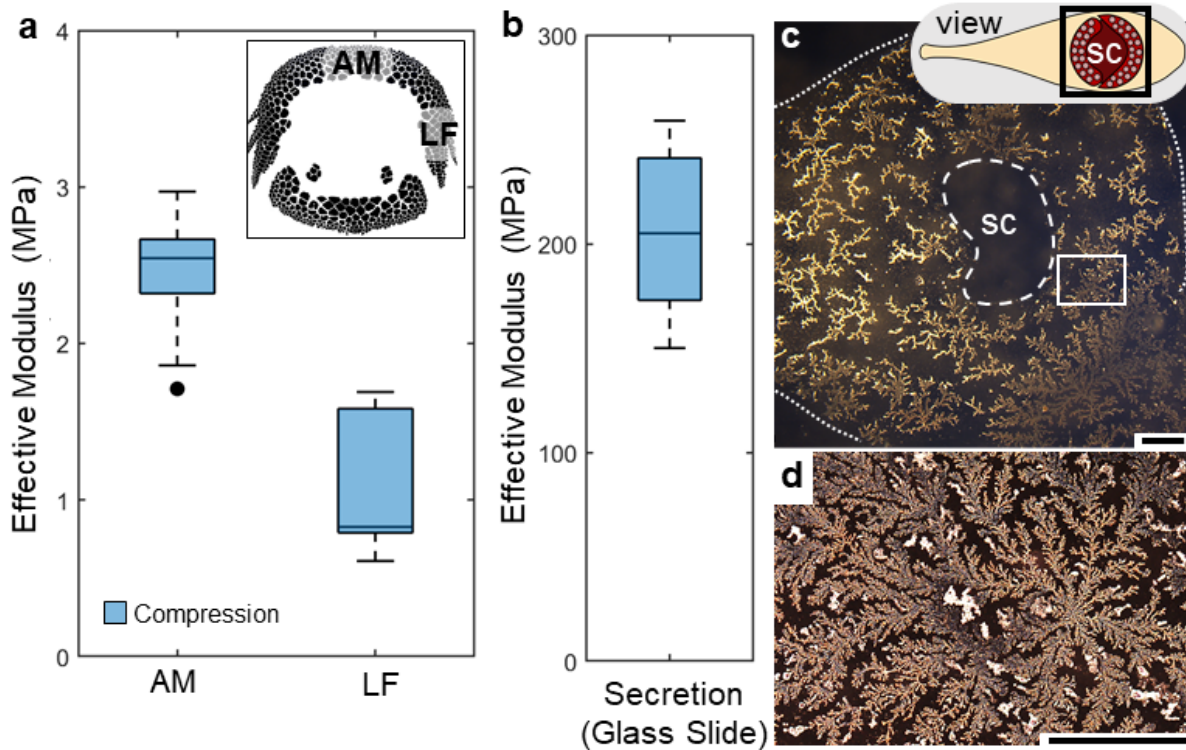 a
4
3
2
1
0
Effective Modulus (MPa)
AM
LF
Compression
AM
LF
b
300
200
100
0
Effective Modulus (MPa)
Secretion
(Glass Slide)
c
view
SC
SC
d